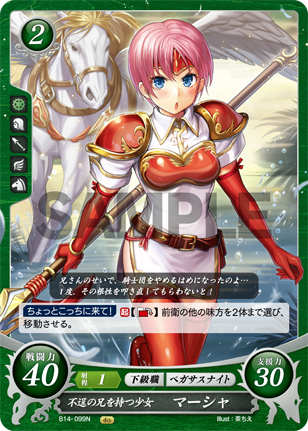 2
SAMPLE
兄さんのせいで、騎士団をやめるはめになったのよ…
1度、その根性を叩き直してもらわないと!
ちょっとこっちに来て! 起 【】前衛の他の味方を2体まで選び、
移動させる。
戦闘力
40
射程 1 下級職 ペガサスナイト
支援力
30
不逞の兄を持つ少女 マーシャ
B14-099N
Illust:茶ちえ